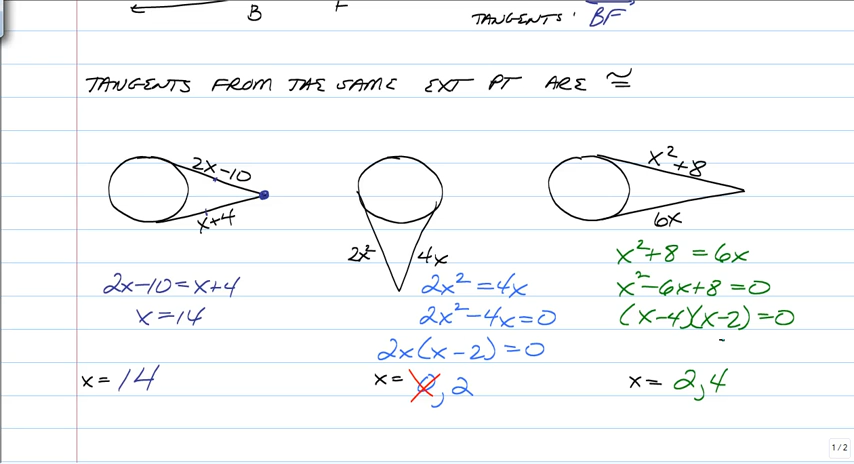 B
TANGENTS: BF
TANGENTS FROM THE SAME EXT PT ARE ≅
2x-10
x+4
2x-10=x+4
x=14
x= 14
2x²
4x
2x²=4x
2x²-4x=0
2x(x-2)=0
x= 0, 2
x²+8
6x
x²+8=6x
x²-6x+8=0
(x-4)(x-2)=0
x= 2,4
1/2